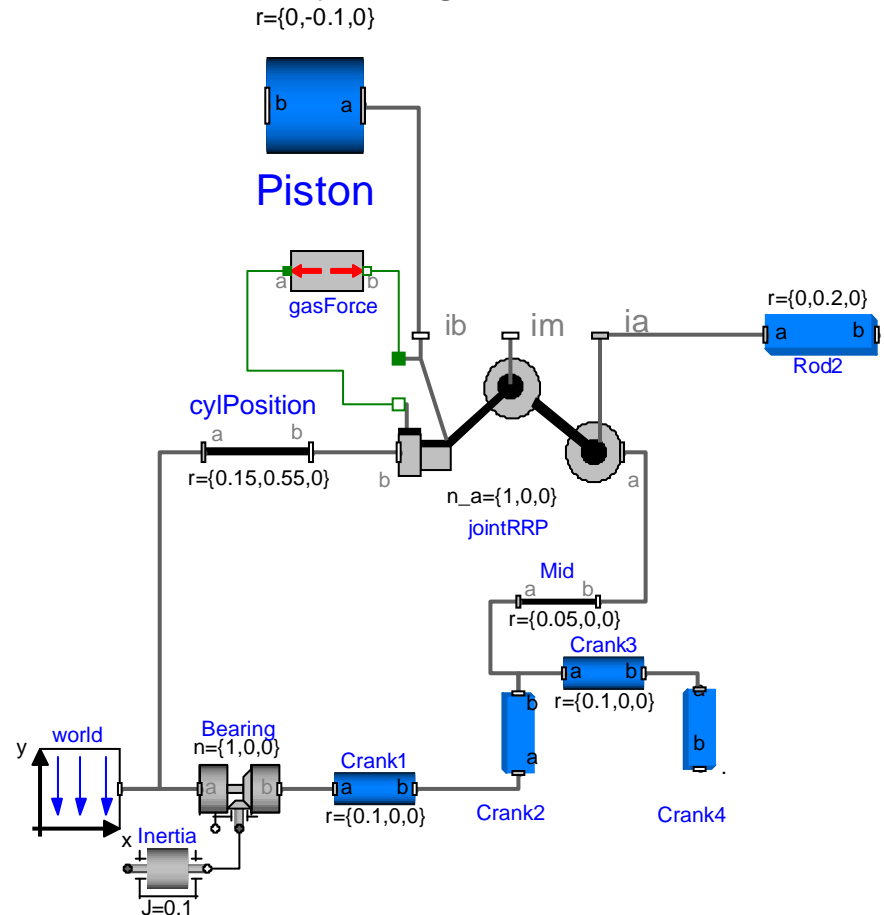 r={0,-0.1,0}
b a
Piston
a b
gasForce
ib im ia
r={0,0.2,0}
a b
Rod2
cylPosition
a b
r={0.15,0.55,0}
b
a
n_a={1,0,0}
jointRRP
Mid
a b
r={0.05,0,0}
Crank3
a b
r={0.1,0,0}
a
b
Crank4
b
a
Crank2
Bearing
n={1,0,0}
a b
world
y
x
Crank1
a b
r={0.1,0,0}
Inertia
J=0.1